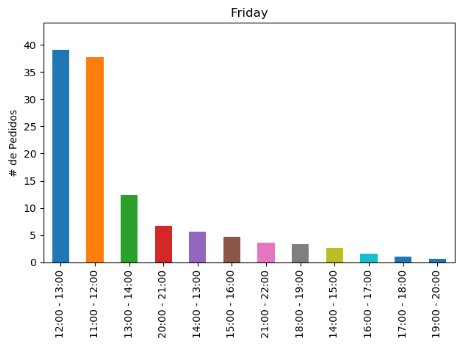 Friday
# de Pedidos
40
35
30
25
20
15
10
5
0
12:00 - 13:00
11:00 - 12:00
13:00 - 14:00
20:00 - 21:00
14:00 - 13:00
15:00 - 16:00
21:00 - 22:00
18:00 - 19:00
14:00 - 15:00
16:00 - 17:00
17:00 - 18:00
19:00 - 20:00